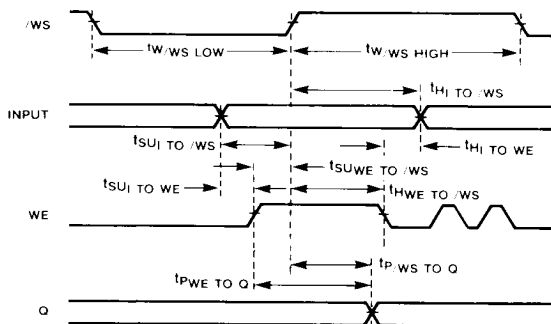 /WS
tW/WS LOW
tW/WS HIGH
tHI TO /WS
INPUT
tSUI TO /WS
tHI TO WE
tSUWE TO /WS
tSUI TO WE
tHWE TO /WS
WE
tP/WS TO Q
tPWE TO Q
Q